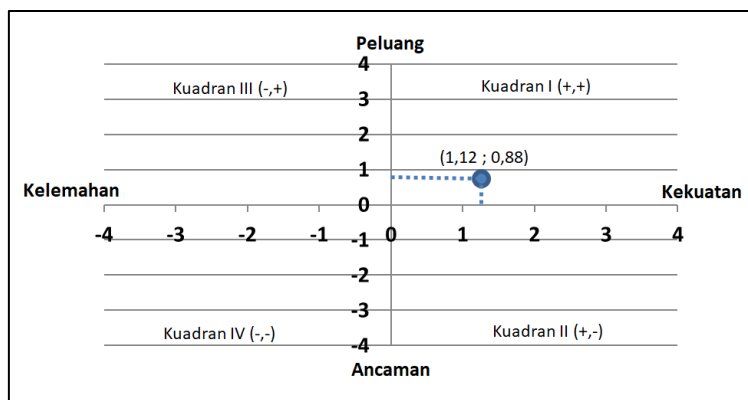 Peluang
4
Kuadran III (-,+)
Kuadran I (+,+)
3
2
(1,12 ; 0,88)
1
Kelemahan
Kekuatan
0
-4 -3 -2 -1 0 1 2 3 4
-1
-2
-3
Kuadran IV (-,-)
Kuadran II (+,-)
-4
Ancaman